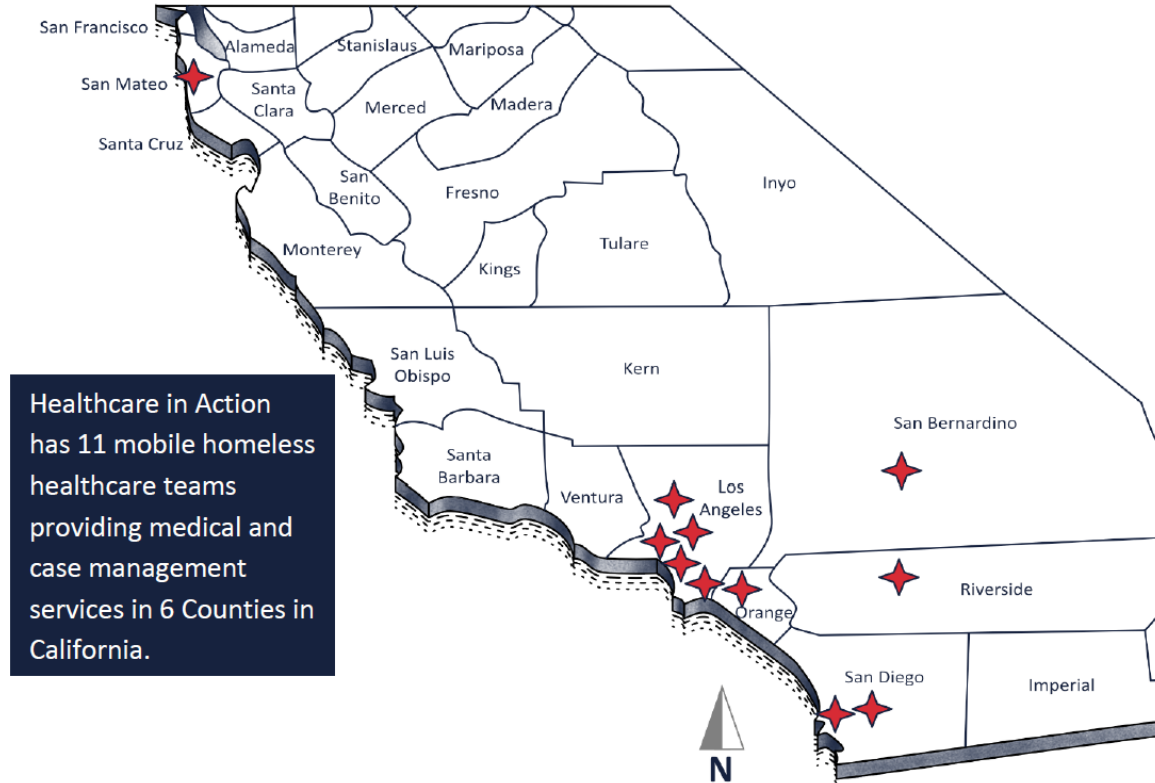 San Francisco
Alameda
Stanislaus
Mariposa
San Mateo
Santa
Clara
Merced
Madera
Santa Cruz
San
Benito
Fresno
Inyo
Monterey
Kings
Tulare
San Luis
Obispo
Kern
Healthcare in Action
has 11 mobile homeless
healthcare teams
providing medical and
case management
services in 6 Counties in
California.
San Bernardino
Santa
Barbara
Ventura
Los
Angeles
Orange
Riverside
San Diego
Imperial
N